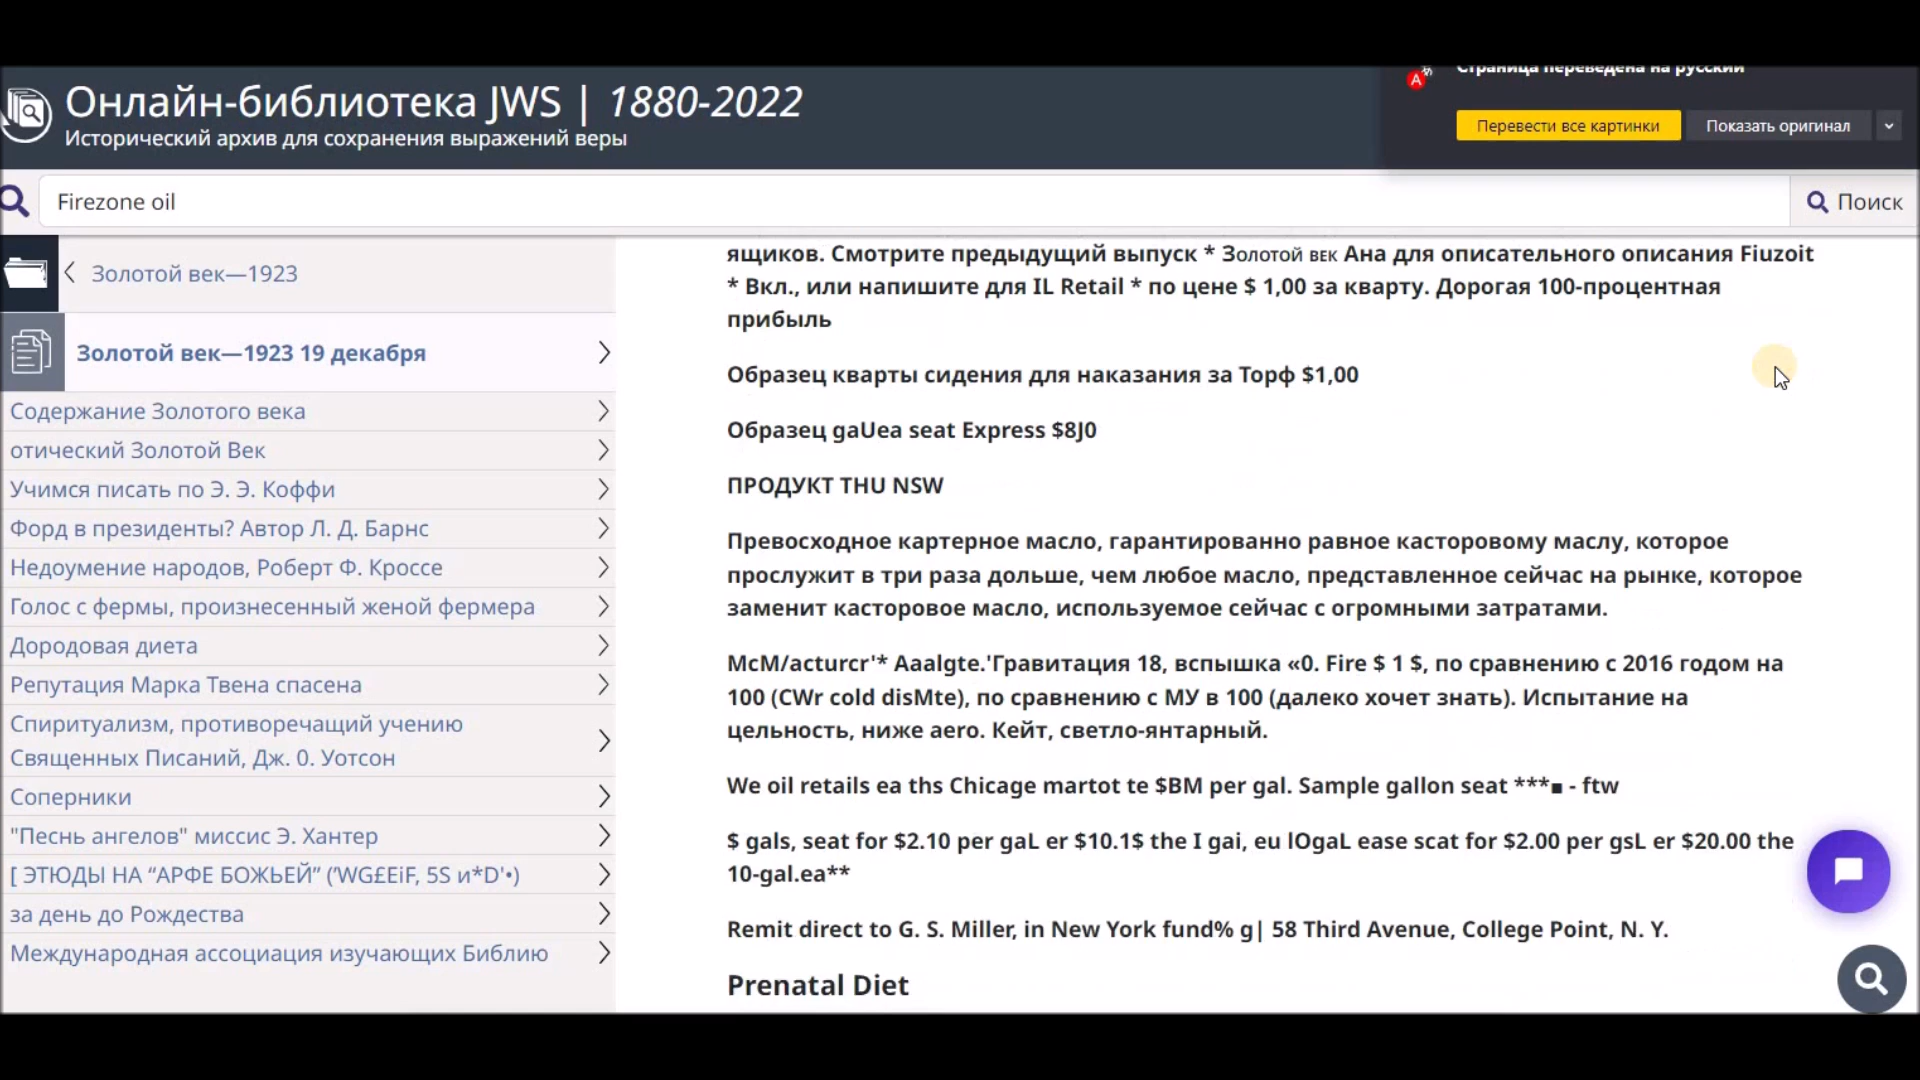 Онлайн-библиотека JWS | 1880-2022
Исторический архив для сохранения выражений веры
Страница переведена на русский
Перевести все картинки
Показать оригинал
Firezone oil
Поиск
Золотой век—1923
Золотой век—1923 19 декабря
Содержание Золотого века
отический Золотой Век
Учимся писать по Э. Э. Коффи
Форд в президенты? Автор Л. Д. Барнс
Недоумение народов, Роберт Ф. Кроссе
Голос с фермы, произнесенный женой фермера
Дородовая диета
Репутация Марка Твена спасена
Спиритуализм, противоречащий учению
Священных Писаний, Дж. 0. Уотсон
Соперники
"Песнь ангелов" миссис Э. Хантер
[ ЭТЮДЫ НА “АРФЕ БОЖЬЕЙ” (’WG£EiF, 5S и*D'•)
за день до Рождества
Международная ассоциация изучающих Библию
ящиков. Смотрите предыдущий выпуск * Золотой век Ана для описательного описания Fiuzoit
* Вкл., или напишите для IL Retail * по цене $ 1,00 за кварту. Дорогая 100-процентная
прибыль
Образец кварты сидения для наказания за Торф $1,00
Образец gaUea seat Express $8J0
ПРОДУКТ THU NSW
Превосходное картерное масло, гарантированно равное касторовому маслу, которое
прослужит в три раза дольше, чем любое масло, представленное сейчас на рынке, которое
заменит касторовое масло, используемое сейчас с огромными затратами.
McM/acturcr'* Aaalgte.'Гравитация 18, вспышка «0. Fire $ 1 $, по сравнению с 2016 годом на
100 (CWr cold disMte), по сравнению с МУ в 100 (далеко хочет знать). Испытание на
цельность, ниже aero. Кейт, светло-янтарный.
We oil retails ea ths Chicago martot te $BM per gal. Sample gallon seat ***■ - ftw
$ gals, seat for $2.10 per gaL er $10.1$ the I gai, eu lOgaL ease scat for $2.00 per gsL er $20.00 the
10-gal.ea**
Remit direct to G. S. Miller, in New York fund% g| 58 Third Avenue, College Point, N. Y.
Prenatal Diet